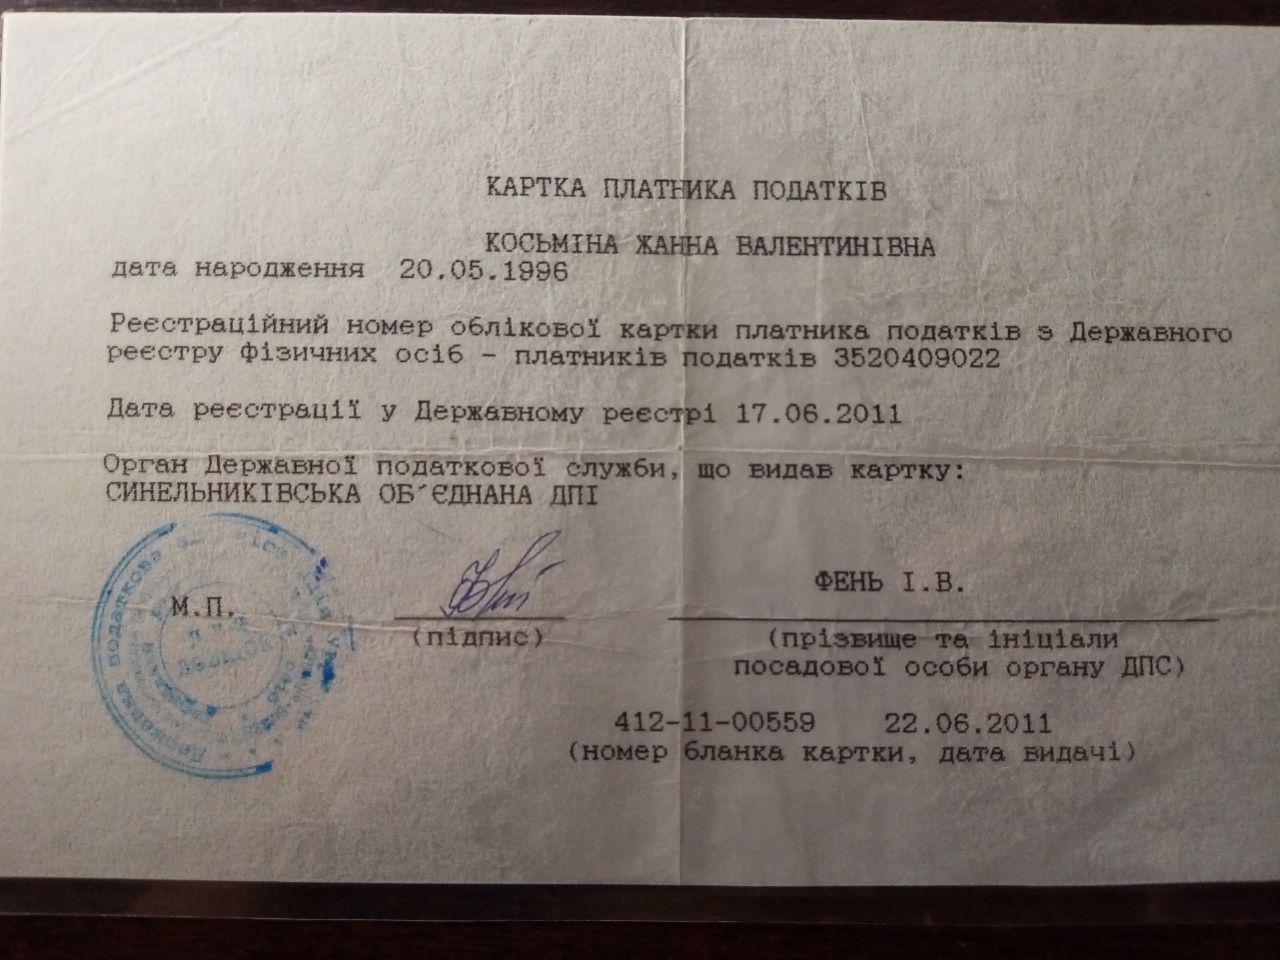 КАРТКА ПЛАТНИКА ПОДАТКІВ
КОСЬМІНА ЖАННА ВАЛЕНТИНІВНА
дата народження 20.05.1996
Реєстраційний номер облікової картки платника податків з Державного
реєстру фізичних осіб - платників податків 3520409022
Дата реєстрації у Державному реєстрі 17.06.2011
Орган Державної податкової служби, що видав картку:
СИНЕЛЬНИКІВСЬКА ОБ´ЄДНАНА ДПІ
Державна податкова
М.П.
ФЕНЬ І.В.
(підпис)
(прізвище та ініціали
посадової особи органу ДПС)
412-11-00559 22.06.2011
(номер бланка картки, дата видачі)